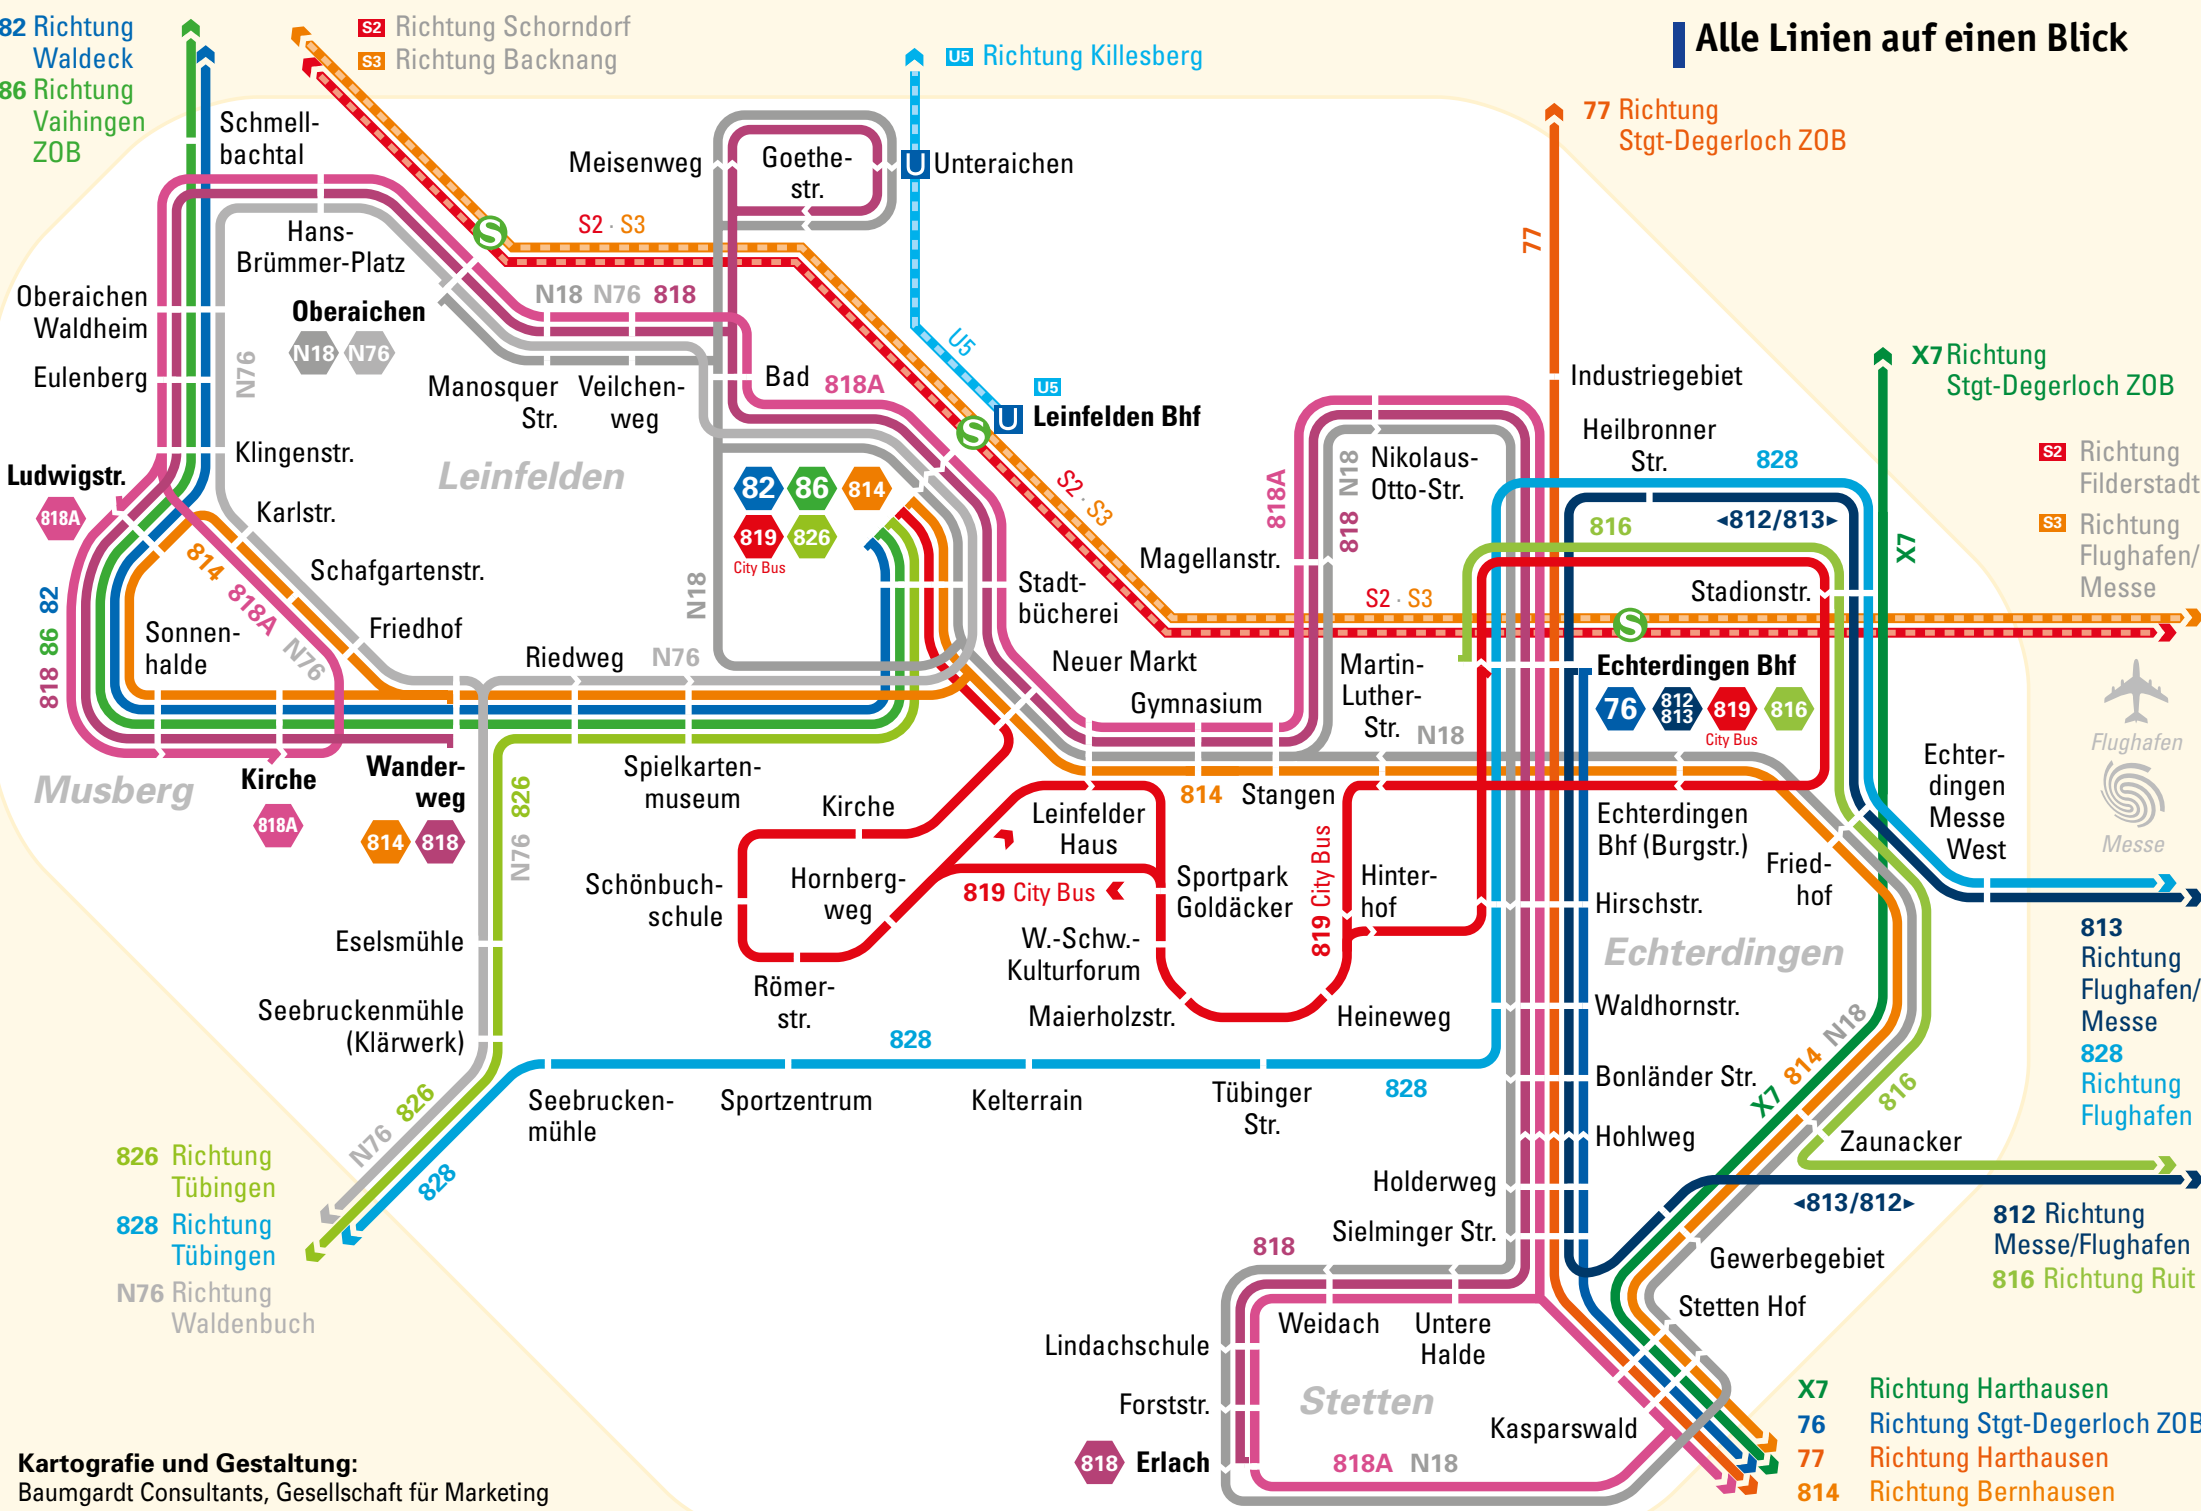 Alle Linien auf einen Blick
82 Richtung
Waldeck
86 Richtung
Vaihingen
ZOB
S2 Richtung Schorndorf
S3 Richtung Backnang
U5 Richtung Killesberg
77 Richtung
Stgt-Degerloch ZOB
Schmell-
bachtal
Meisenweg
Goethe-
str.
U Unteraichen
Hans-
Brümmer-Platz
S
S2 · S3
77
Oberaichen
Waldheim
Oberaichen
N18 N76
N18 N76 818
N76
Eulenberg
Manosquer
Str.
Veilchen-
weg
Bad
818A
U5
U5
S
U Leinfelden Bhf
Industriegebiet
X7 Richtung
Stgt-Degerloch ZOB
Klingenstr.
Leinfelden
Ludwigstr.
818A
Karlstr.
82 86 814
819 826
City Bus
S2 · S3
818A
818 N18
Nikolaus-
Otto-Str.
Heilbronner
Str.
828
◂812/813▸
816
X7
S2 Richtung
Filderstadt
S3 Richtung
Flughafen/
Messe
814
818A
N76
Schafgartenstr.
Friedhof
Magellanstr.
Stadt-
bücherei
N18
S2 · S3
Stadionstr.
S
818 86 82
Sonnen-
halde
Riedweg
N76
Neuer Markt
Gymnasium
Martin-
Luther-
Str.
N18
Echterdingen Bhf
76 812
813 819 816
City Bus
Flughafen
Messe
Musberg
Kirche
818A
Wander-
weg
814 818
826
N76
Spielkarten-
museum
Kirche
Leinfelder
Haus
814
Stangen
Echterdingen
Bhf (Burgstr.)
Fried-
hof
Echter-
dingen
Messe
West
Schönbuch-
schule
Hornberg-
weg
819 City Bus
Sportpark
Goldäcker
819 City Bus
Hinter-
hof
Hirschstr.
Echterdingen
813
Richtung
Flughafen/
Messe
828
Richtung
Flughafen
Eselsmühle
W.-Schw.-
Kulturforum
Römer-
str.
Maierholzstr.
Heineweg
Waldhornstr.
Seebruckenmühle
(Klärwerk)
828
Bonländer Str.
X7 814 N18
816
N76 826
828
Seebrucken-
mühle
Sportzentrum
Kelterrain
Tübinger
Str.
828
Hohlweg
Zaunacker
826 Richtung
Tübingen
828 Richtung
Tübingen
N76 Richtung
Waldenbuch
Holderweg
Sielminger Str.
◂813/812▸
812 Richtung
Messe/Flughafen
816 Richtung Ruit
818
Gewerbegebiet
Stetten Hof
Weidach
Untere
Halde
Lindachschule
Stetten
Forststr.
Kasparswald
818 Erlach
818A N18
X7 Richtung Harthausen
76 Richtung Stgt-Degerloch ZOB
77 Richtung Harthausen
814 Richtung Bernhausen
Kartografie und Gestaltung:
Baumgardt Consultants, Gesellschaft für Marketing